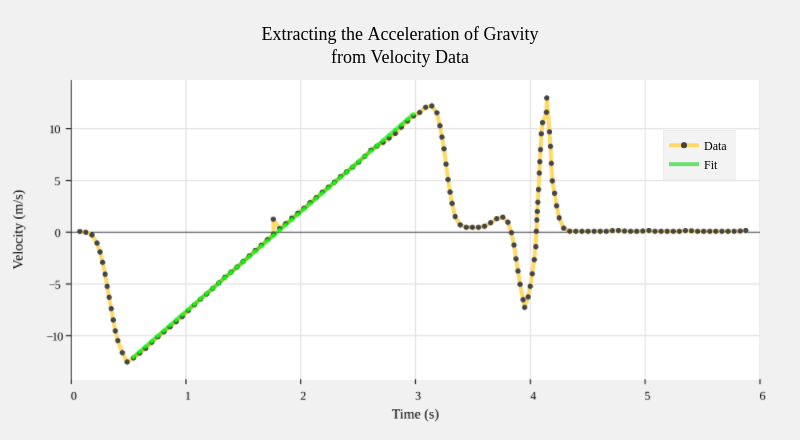 Extracting the Acceleration of Gravity
from Velocity Data
Velocity (m/s)
10
5
0
−5
−10
Data
Fit
0 1 2 3 4 5 6
Time (s)